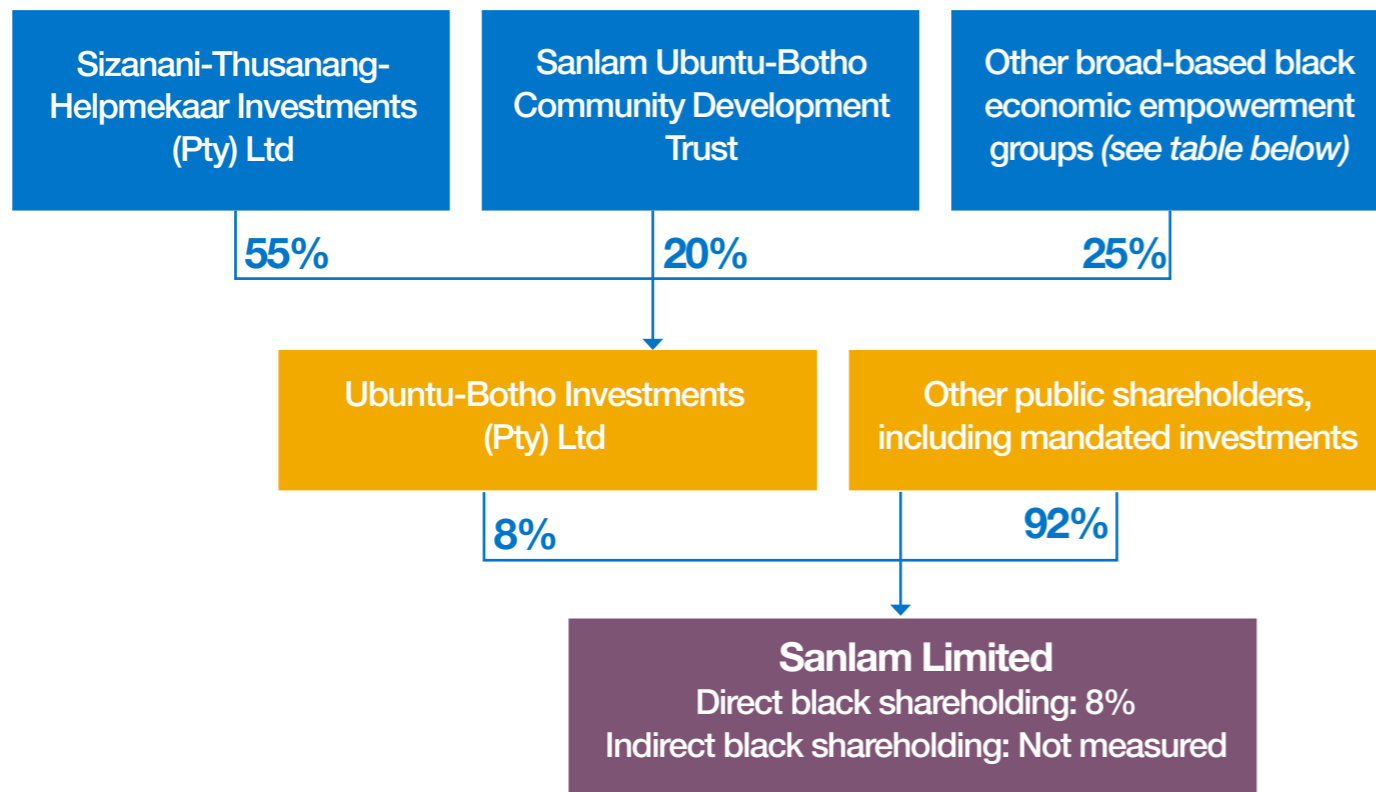 Sizanani-Thusanang-
Helpmekaar Investments
(Pty) Ltd
Sanlam Ubuntu-Botho
Community Development
Trust
Other broad-based black
economic empowerment
groups (see table below)
55%
20%
25%
Ubuntu-Botho Investments
(Pty) Ltd
Other public shareholders,
including mandated investments
8%
92%
Sanlam Limited
Direct black shareholding: 8%
Indirect black shareholding: Not measured